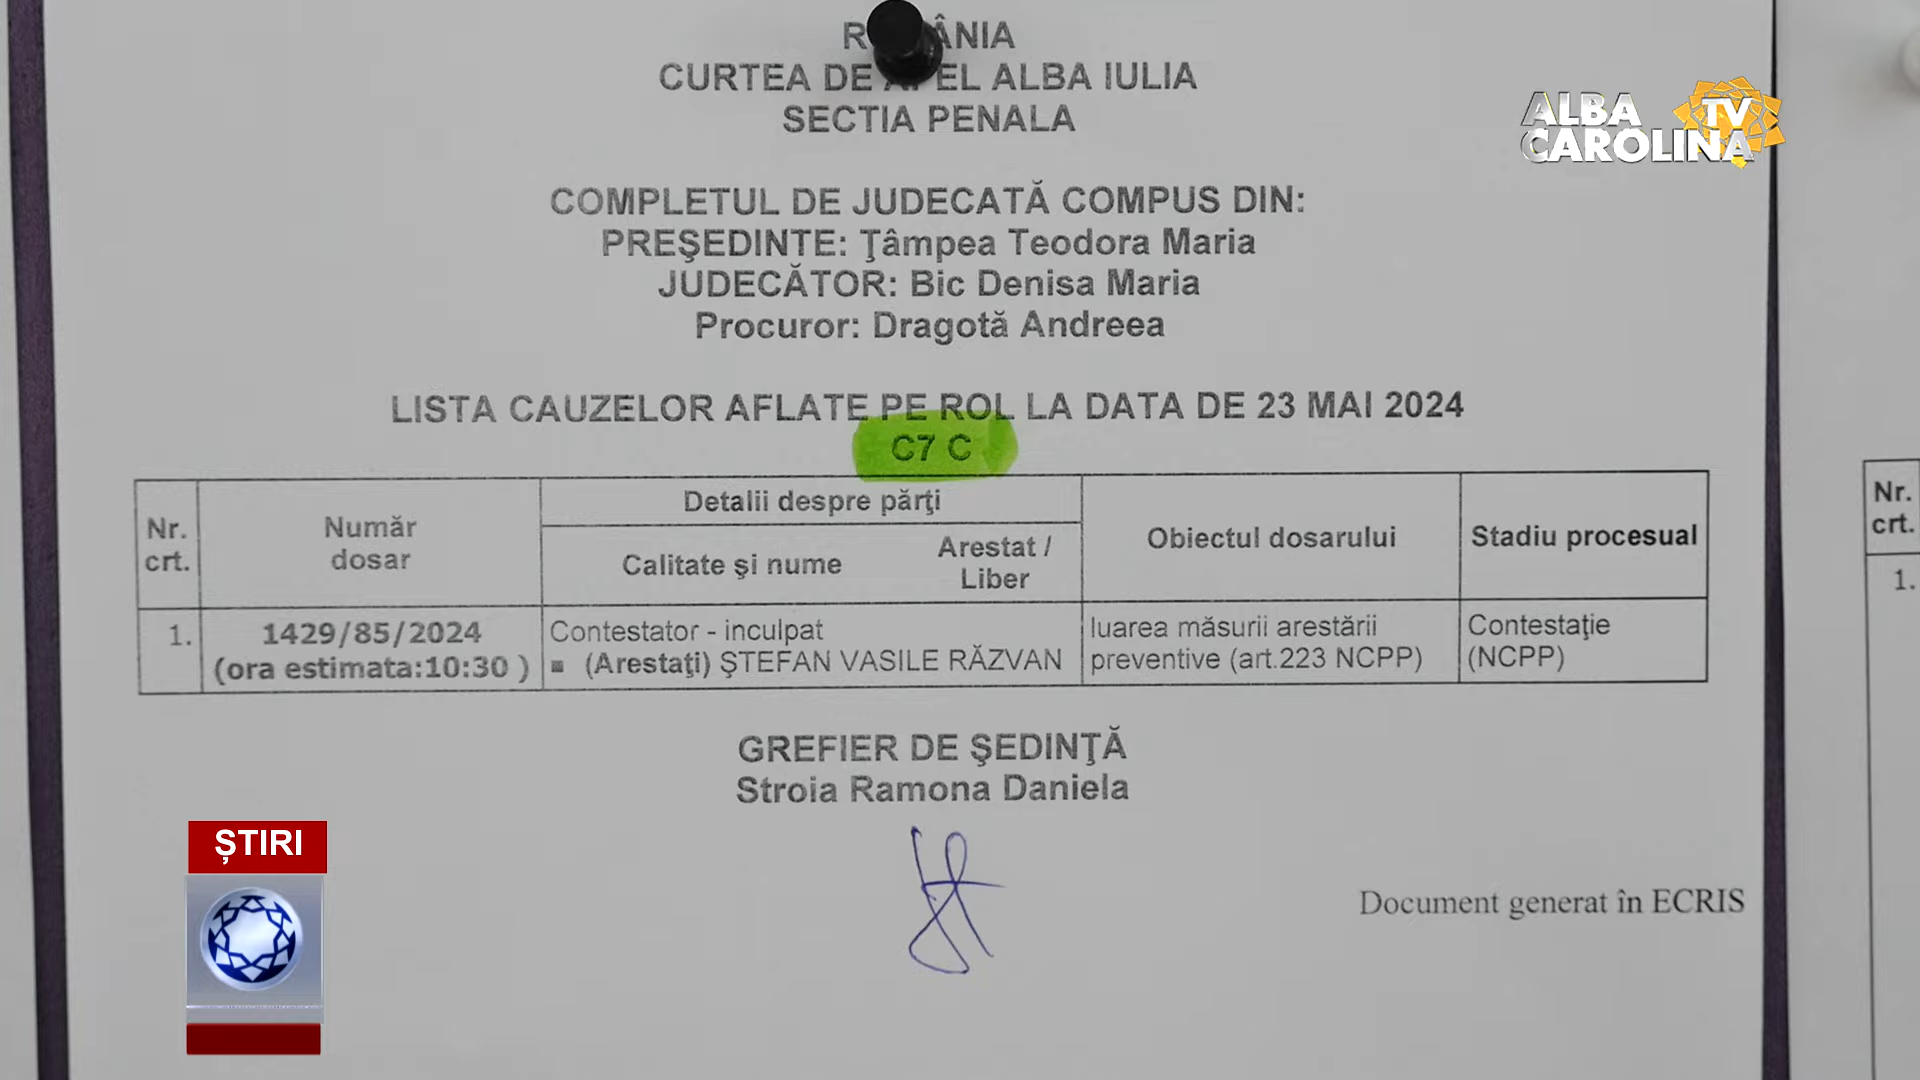 ROMÂNIA
CURTEA DE APEL ALBA IULIA
SECTIA PENALA
ALBA TV
CAROLINA
COMPLETUL DE JUDECATĂ COMPUS DIN:
PREŞEDINTE: Ţâmpea Teodora Maria
JUDECĂTOR: Bic Denisa Maria
Procuror: Dragotă Andreea
LISTA CAUZELOR AFLATE PE ROL LA DATA DE 23 MAI 2024
C7 C
Nr. crt.
Număr dosar
Detalii despre părţi
Calitate şi nume
Arestat / Liber
Obiectul dosarului
Stadiu procesual
1.
1429/85/2024
(ora estimata:10:30 )
Contestator - inculpat
▪ (Arestaţi) ŞTEFAN VASILE RĂZVAN
luarea măsurii arestării
preventive (art.223 NCPP)
Contestaţie
(NCPP)
Nr.
crt.
1.
GREFIER DE ŞEDINŢĂ
Stroia Ramona Daniela
Document generat în ECRIS
ȘTIRI